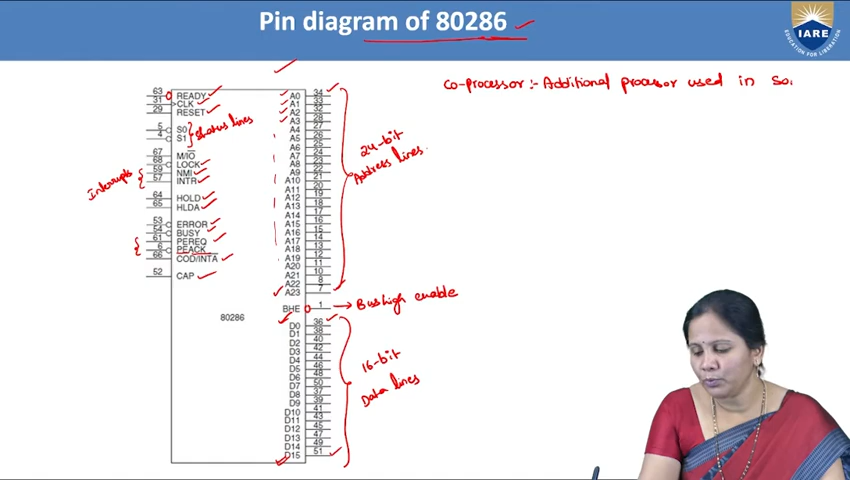 Pin diagram of 80286
IARE
EDUCATION FOR LIBERATION
Co-processor :- Additional processor used in So
63 READY
31 CLK
29 RESET
5 S0
4 S1
Status lines
67 M/IO
68 LOCK
59 NMI
57 INTR
Interrupts
64 HOLD
65 HLDA
53 ERROR
54 BUSY
61 PEREQ
6 PEACK
66 COD/INTA
52 CAP
80286
A0 34
A1 33
A2 32
A3 28
A4 27
A5 26
A6 25
A7 24
A8 23
A9 22
A10 21
A11 20
A12 19
A13 18
A14 17
A15 16
A16 15
A17 14
A18 13
A19 12
A20 11
A21 10
A22 8
A23 7
24-bit
Address lines.
BHE 1
Bus high enable
D0 36
D1 38
D2 40
D3 42
D4 44
D5 46
D6 48
D7 50
D8 37
D9 39
D10 41
D11 43
D12 45
D13 47
D14 49
D15 51
16-bit
Data lines